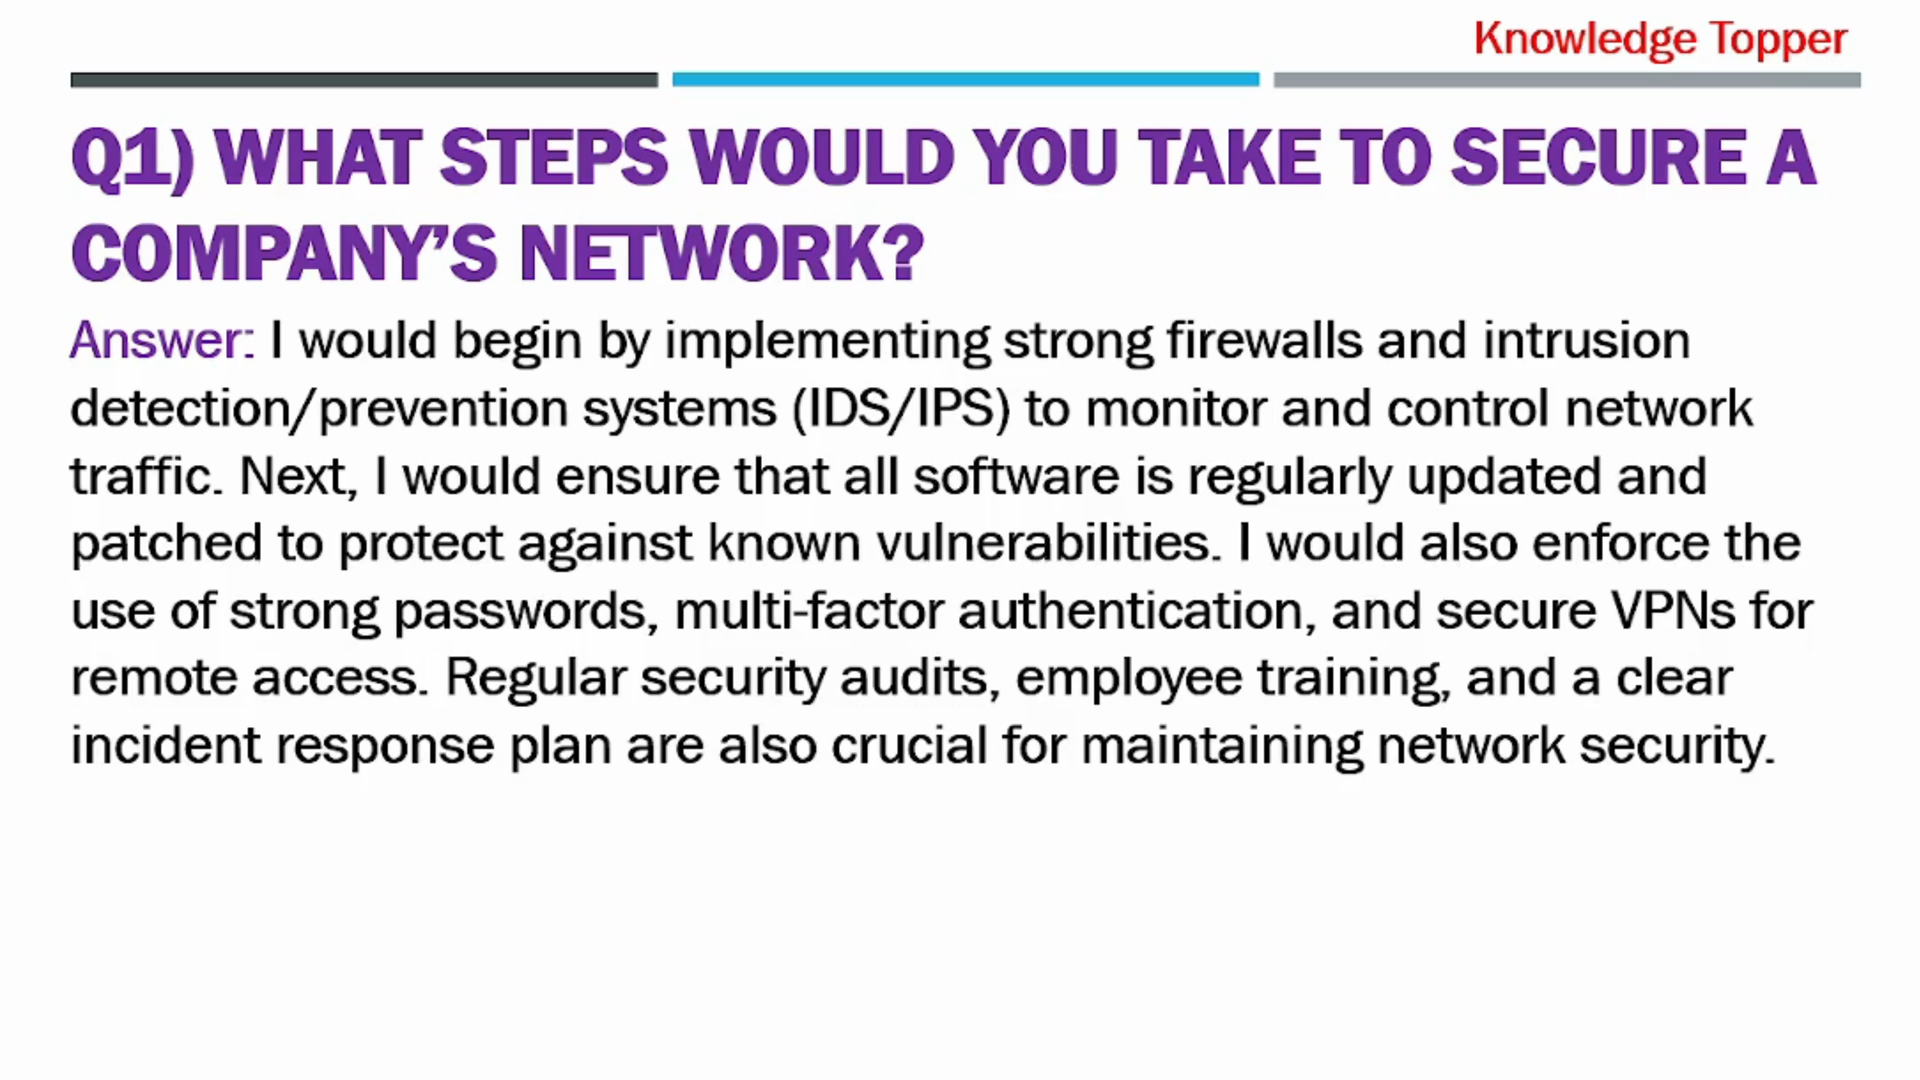 Knowledge Topper
Q1) WHAT STEPS WOULD YOU TAKE TO SECURE A
COMPANY’S NETWORK?
Answer: I would begin by implementing strong firewalls and intrusion
detection/prevention systems (IDS/IPS) to monitor and control network
traffic. Next, I would ensure that all software is regularly updated and
patched to protect against known vulnerabilities. I would also enforce the
use of strong passwords, multi-factor authentication, and secure VPNs for
remote access. Regular security audits, employee training, and a clear
incident response plan are also crucial for maintaining network security.